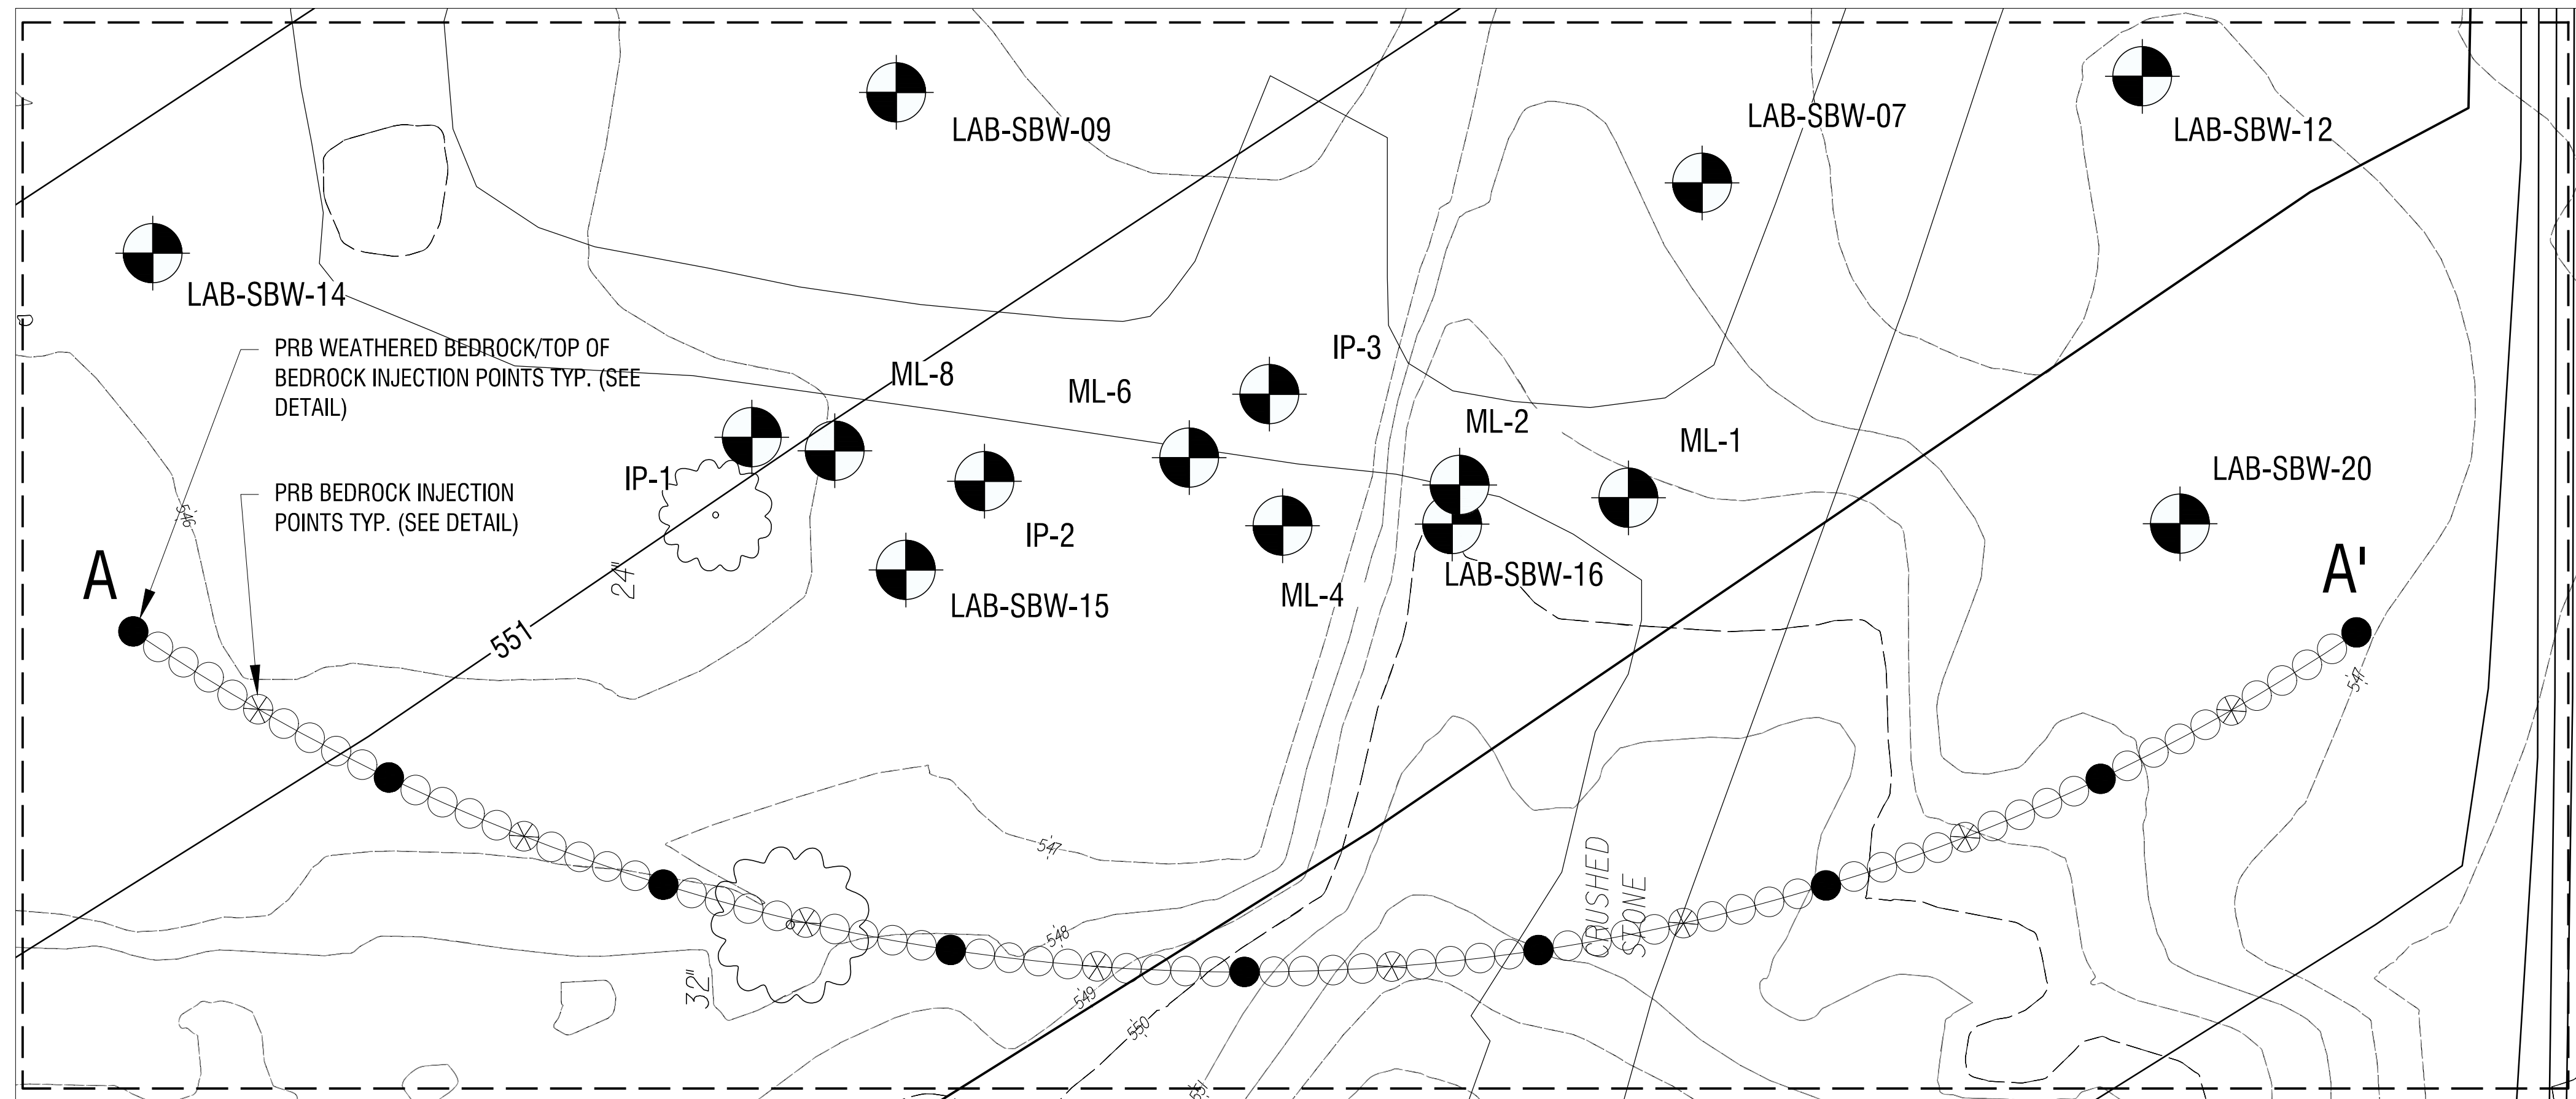 LAB-SBW-09
LAB-SBW-07
LAB-SBW-12
LAB-SBW-14
PRB WEATHERED BEDROCK/TOP OF
BEDROCK INJECTION POINTS TYP. (SEE
DETAIL)
ML-8
ML-6
IP-3
ML-2
ML-1
LAB-SBW-20
IP-1
PRB BEDROCK INJECTION
POINTS TYP. (SEE DETAIL)
546
IP-2
A
24"
LAB-SBW-15
ML-4
LAB-SBW-16
A'
551
547
547
CRUSHED
STONE
548
32"
549
550
551